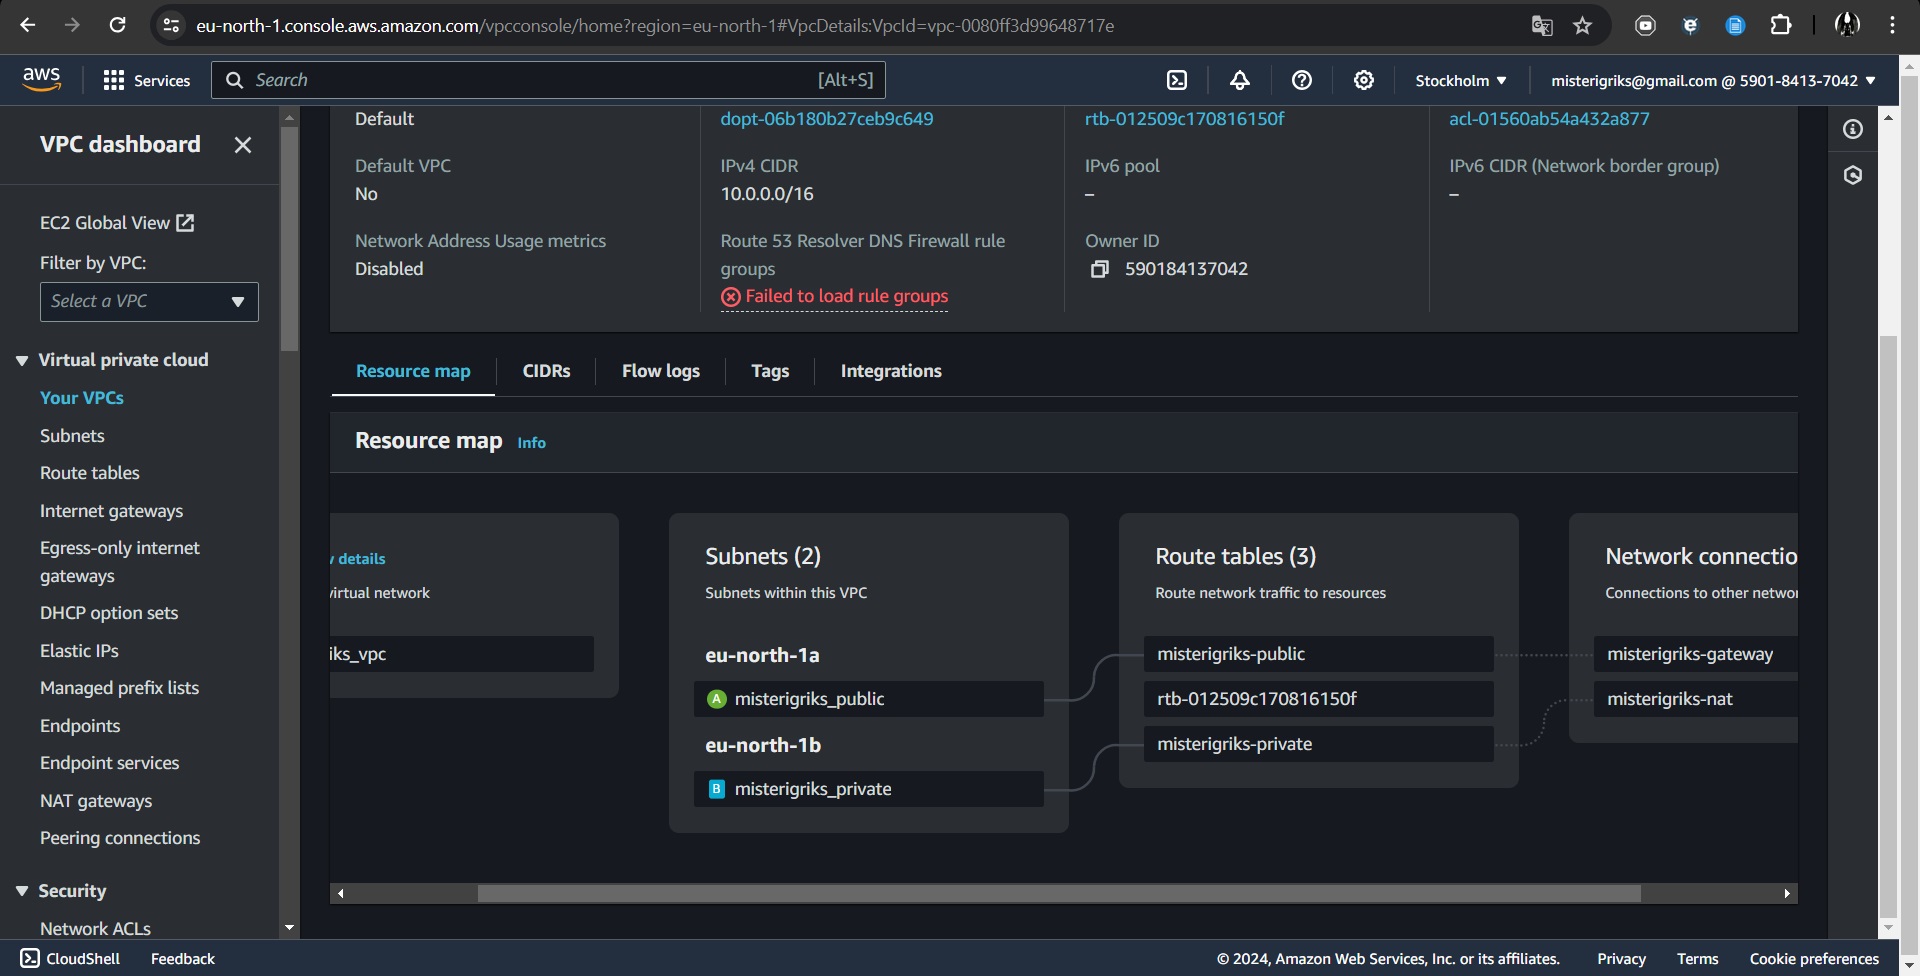 eu-north-1.console.aws.amazon.com/vpcconsole/home?region=eu-north-1#VpcDetails:VpcId=vpc-0080ff3d99648717e
aws
Services
Search
[Alt+S]
Stockholm
misterigriks@gmail.com @ 5901-8413-7042
VPC dashboard
EC2 Global View
Filter by VPC:
Select a VPC
Virtual private cloud
Your VPCs
Subnets
Route tables
Internet gateways
Egress-only internet
gateways
DHCP option sets
Elastic IPs
Managed prefix lists
Endpoints
Endpoint services
NAT gateways
Peering connections
Security
Network ACLs
Default
dopt-06b180b27ceb9c649
rtb-012509c170816150f
acl-01560ab54a432a877
Default VPC
No
IPv4 CIDR
10.0.0.0/16
IPv6 pool
–
IPv6 CIDR (Network border group)
–
Network Address Usage metrics
Disabled
Route 53 Resolver DNS Firewall rule
groups
Failed to load rule groups
Owner ID
590184137042
Resource map
CIDRs
Flow logs
Tags
Integrations
Resource map Info
details
virtual network
iks_vpc
Subnets (2)
Subnets within this VPC
eu-north-1a
A misterigriks_public
eu-north-1b
B misterigriks_private
Route tables (3)
Route network traffic to resources
misterigriks-public
rtb-012509c170816150f
misterigriks-private
Network connectio
Connections to other networ
misterigriks-gateway
misterigriks-nat
CloudShell
Feedback
© 2024, Amazon Web Services, Inc. or its affiliates.
Privacy
Terms
Cookie preferences